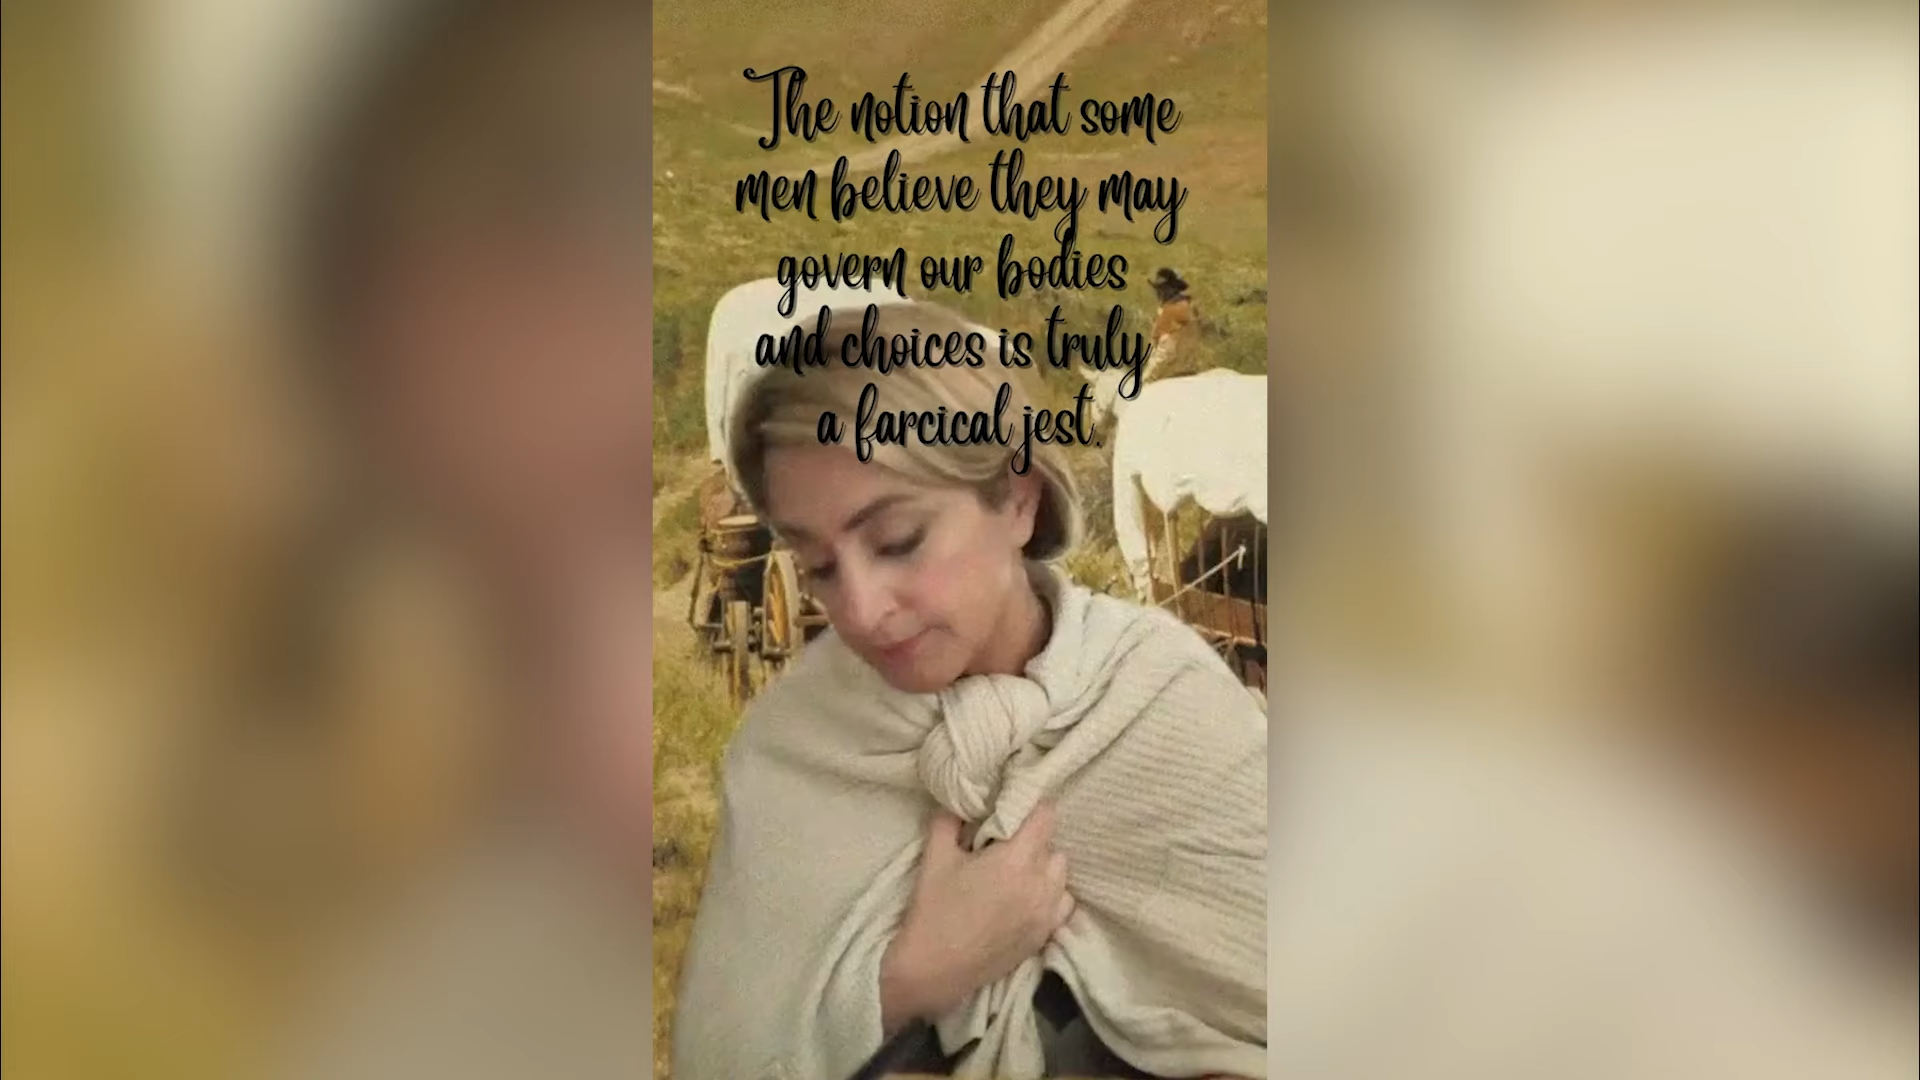 The notion that some
men believe they may
govern our bodies
and choices is truly
a farcical jest.